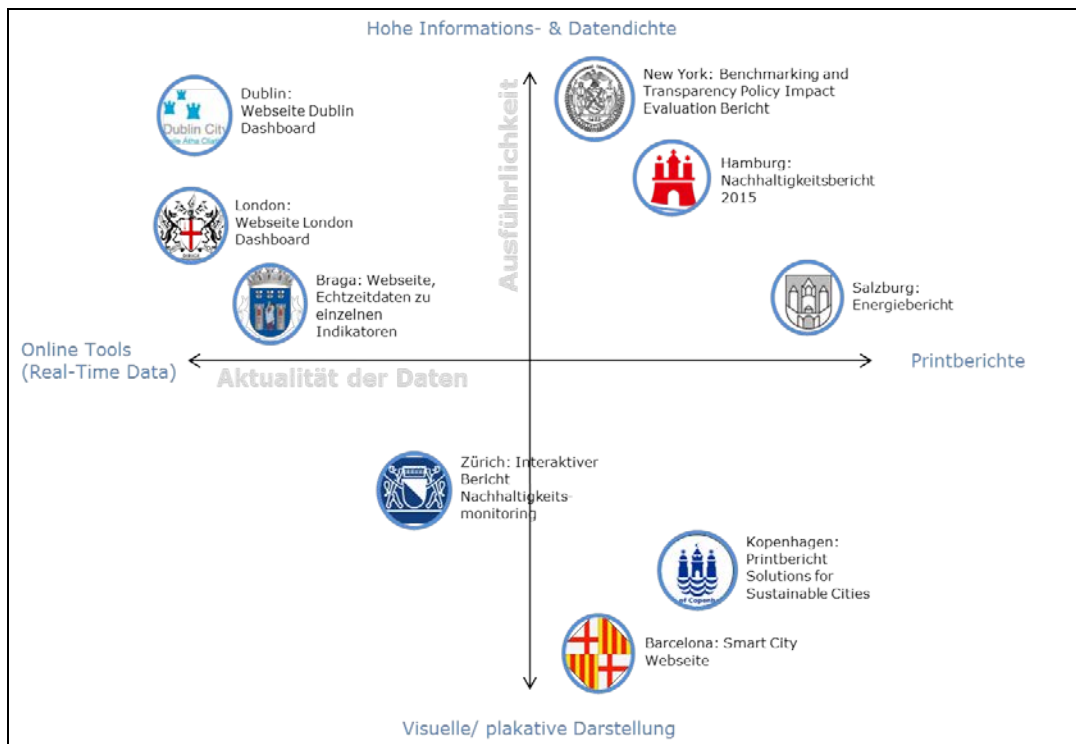 Hohe Informations- & Datendichte
Dublin:
Webseite Dublin
Dashboard
Dublin City
New York: Benchmarking and
Transparency Policy Impact
Evaluation Bericht
Hamburg:
Nachhaltigkeitsbericht
2015
Ausführlichkeit
London:
Webseite London
Dashboard
Braga: Webseite,
Echtzeitdaten zu
einzelnen
Indikatoren
Salzburg:
Energiebericht
Online Tools
(Real-Time Data)
Aktualität der Daten
Printberichte
Zürich: Interaktiver
Bericht
Nachhaltigkeits-
monitoring
Kopenhagen:
Printbericht
Solutions for
Sustainable Cities
of Copenh
Barcelona: Smart City
Webseite
Visuelle/ plakative Darstellung